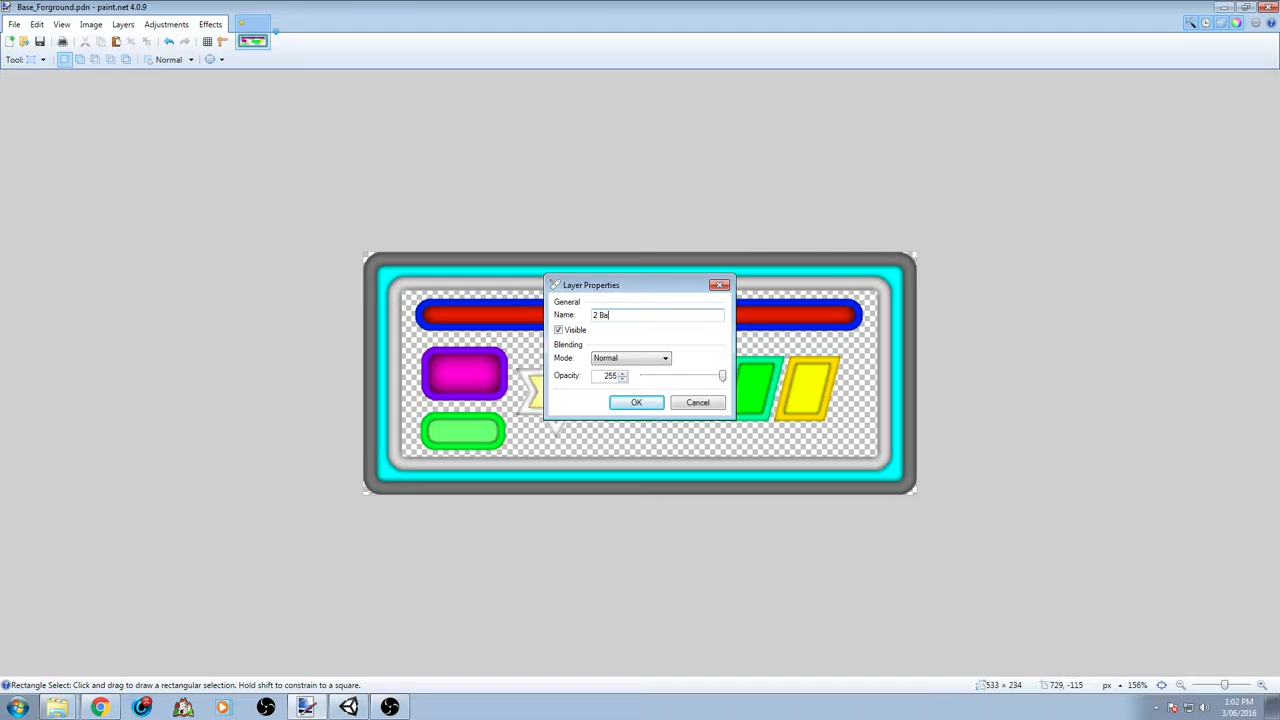 Base_Forground.pdn - paint.net 4.0.9
File Edit View Image Layers Adjustments Effects
Tool: Normal
Layer Properties
General
Name: 2 Ba
Visible
Blending
Mode: Normal
Opacity: 255
OK Cancel
Rectangle Select: Click and drag to draw a rectangular selection. Hold shift to constrain to a square. 533 × 234 729, -115 px 156%
1:02 PM
3/06/2016